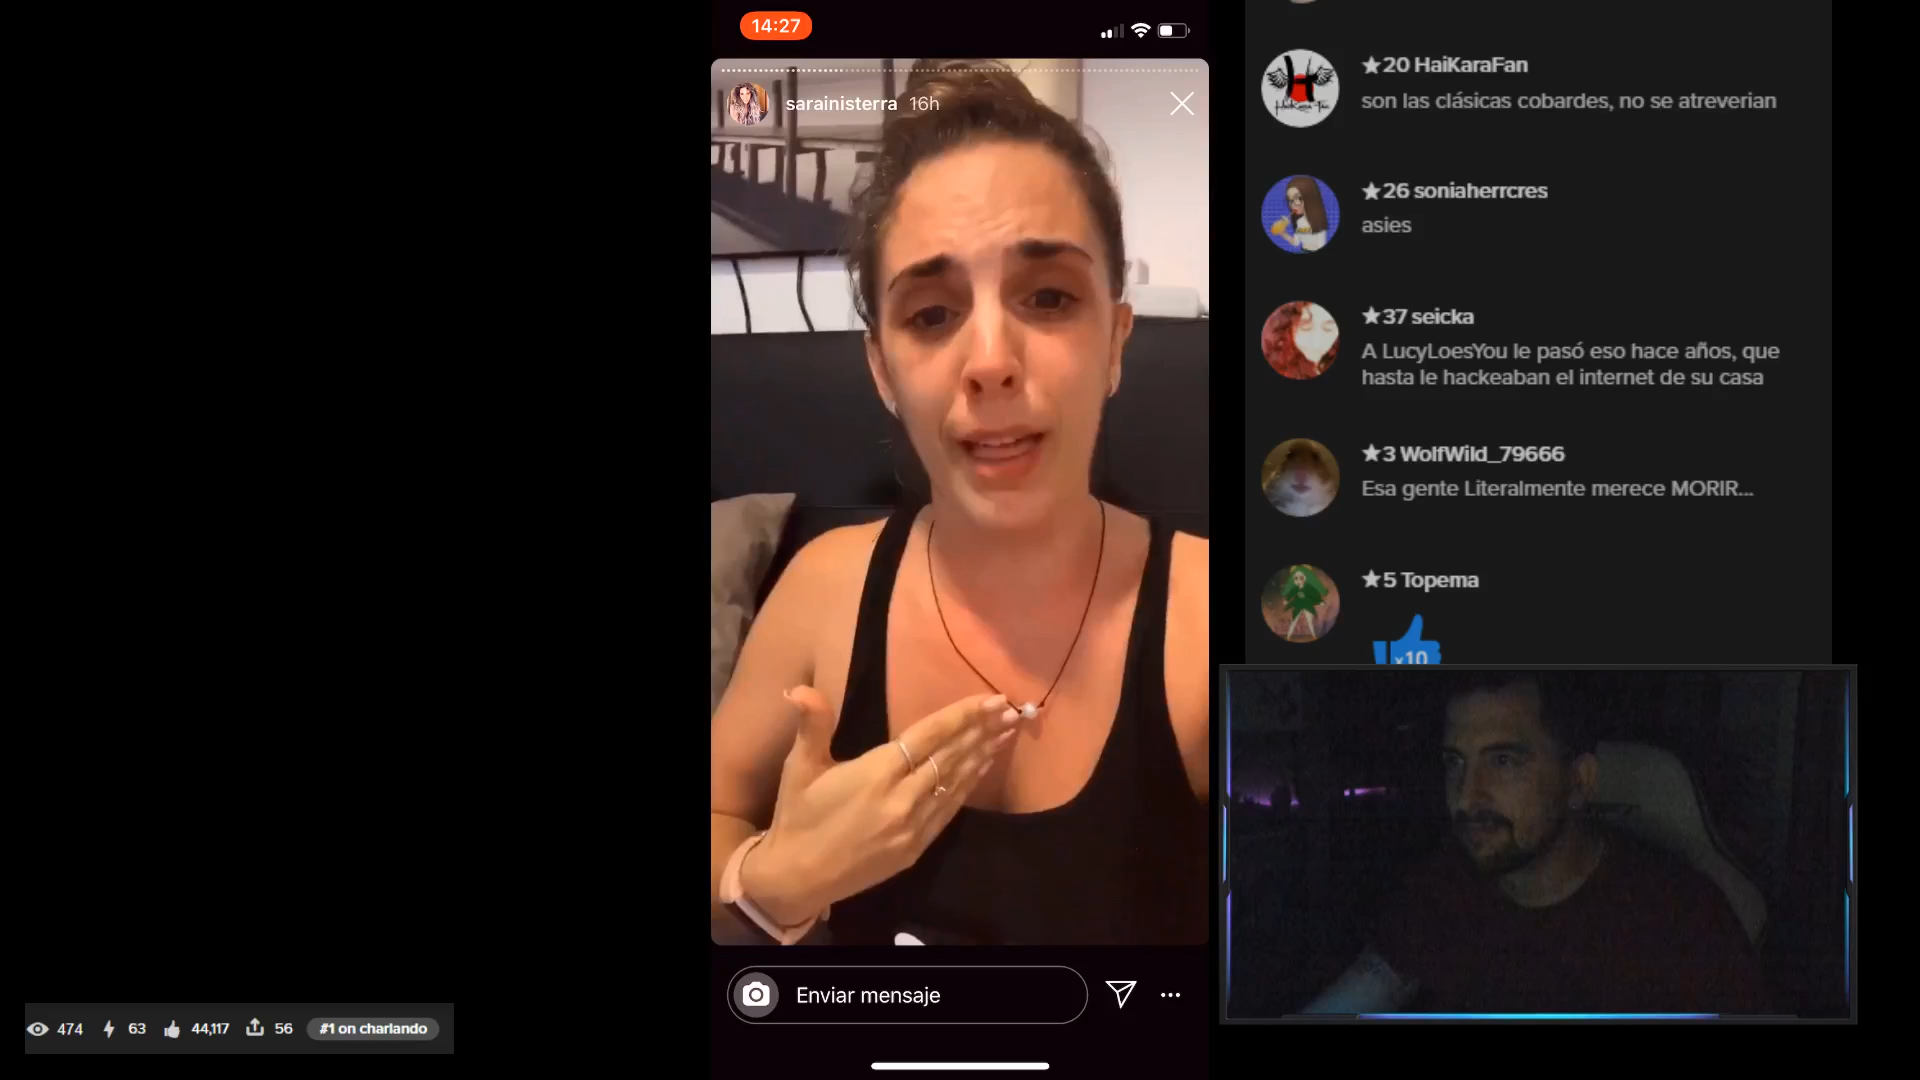 14:27
sarainisterra 16h
Enviar mensaje
★20 HaiKaraFan
son las clásicas cobardes, no se atreverian
★26 soniaherrcres
asies
★37 seicka
A LucyLoesYou le pasó eso hace años, que
hasta le hackeaban el internet de su casa
★3 WolfWild_79666
Esa gente Literalmente merece MORIR...
★5 Topema
x10
474 63 44,117 56 #1 on charlando